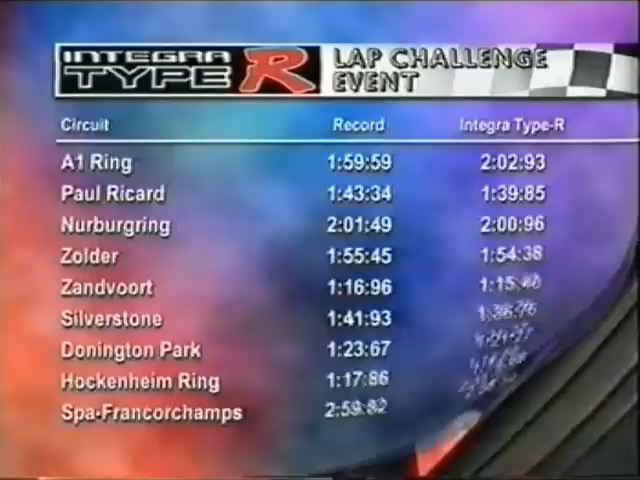 INTEGRA TYPE R LAP CHALLENGE EVENT
Circuit Record Integra Type-R
A1 Ring 1:59:59 2:02:93
Paul Ricard 1:43:34 1:39:85
Nurburgring 2:01:49 2:00:96
Zolder 1:55:45 1:54:38
Zandvoort 1:16:96
Silverstone 1:41:93
Donington Park 1:23:67
Hockenheim Ring 1:17:86
Spa-Francorchamps 2:59:82